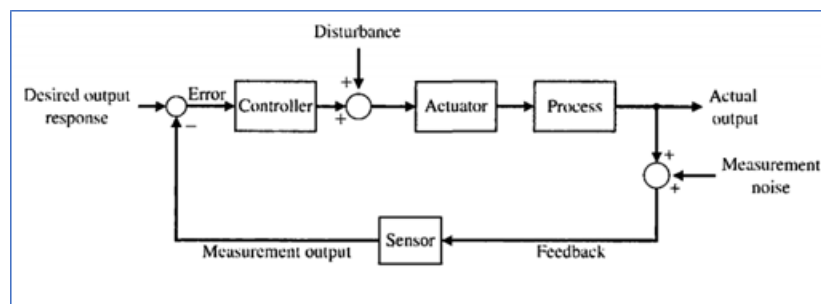 Disturbance
+
Desired output
response
Error
Controller
+
Actuator
Process
Actual
output
−
+
+
Measurement
noise
Measurement output
Sensor
Feedback